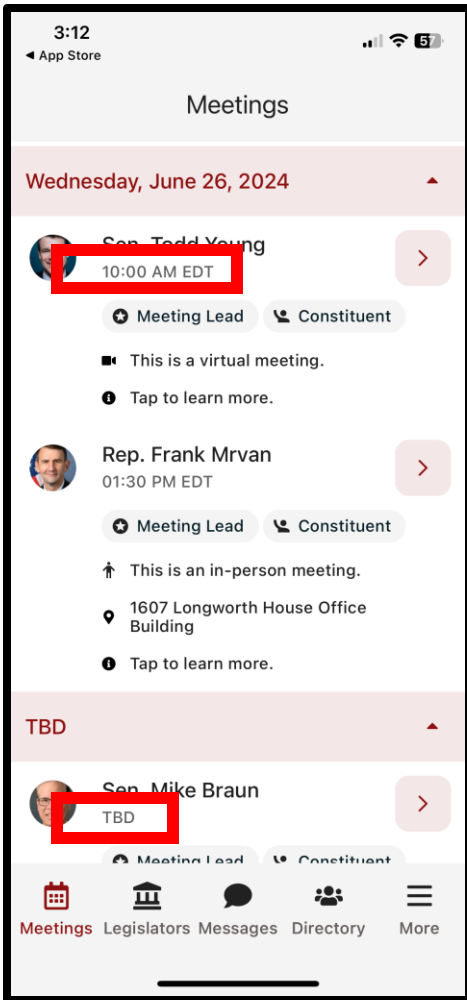 3:12
57
◀ App Store
Meetings
Wednesday, June 26, 2024
Sen. Todd Young
10:00 AM EDT
Meeting Lead
Constituent
This is a virtual meeting.
Tap to learn more.
Rep. Frank Mrvan
01:30 PM EDT
Meeting Lead
Constituent
This is an in-person meeting.
1607 Longworth House Office
Building
Tap to learn more.
TBD
Sen. Mike Braun
TBD
Meeting Lead
Constituent
Meetings
Legislators
Messages
Directory
More